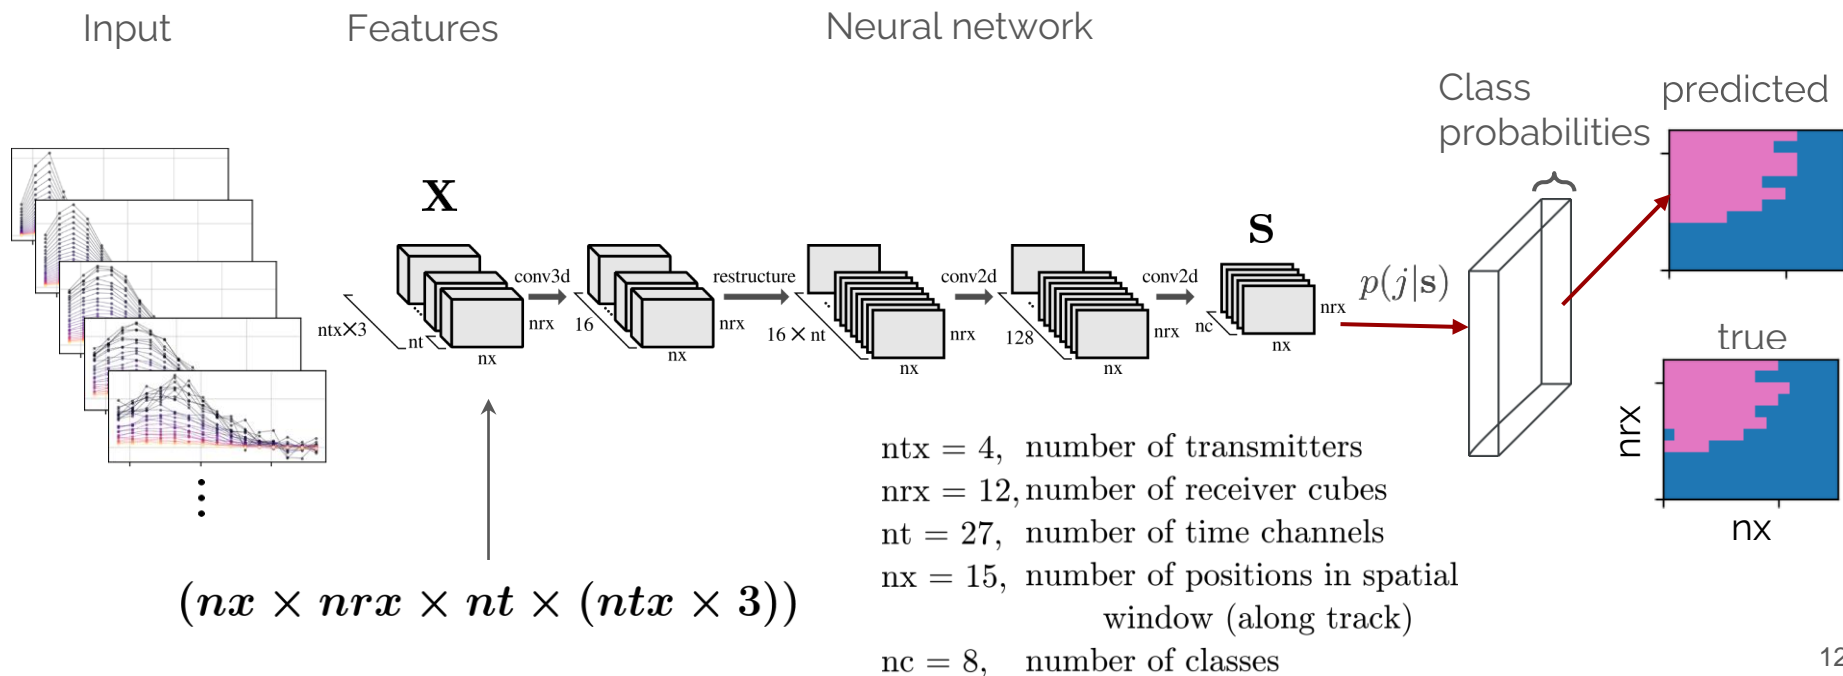 Input
Features
Neural network
Class
probabilities
predicted
X
ntx×3
nt
nx
nrx
conv3d
16
nx
nrx
restructure
16 × nt
nx
nrx
conv2d
128
nx
nrx
conv2d
S
nc
nx
nrx
p(j|s)
true
nrx
nx
(nx × nrx × nt × (ntx × 3))
ntx = 4, number of transmitters
nrx = 12, number of receiver cubes
nt = 27, number of time channels
nx = 15, number of positions in spatial
window (along track)
nc = 8, number of classes
12